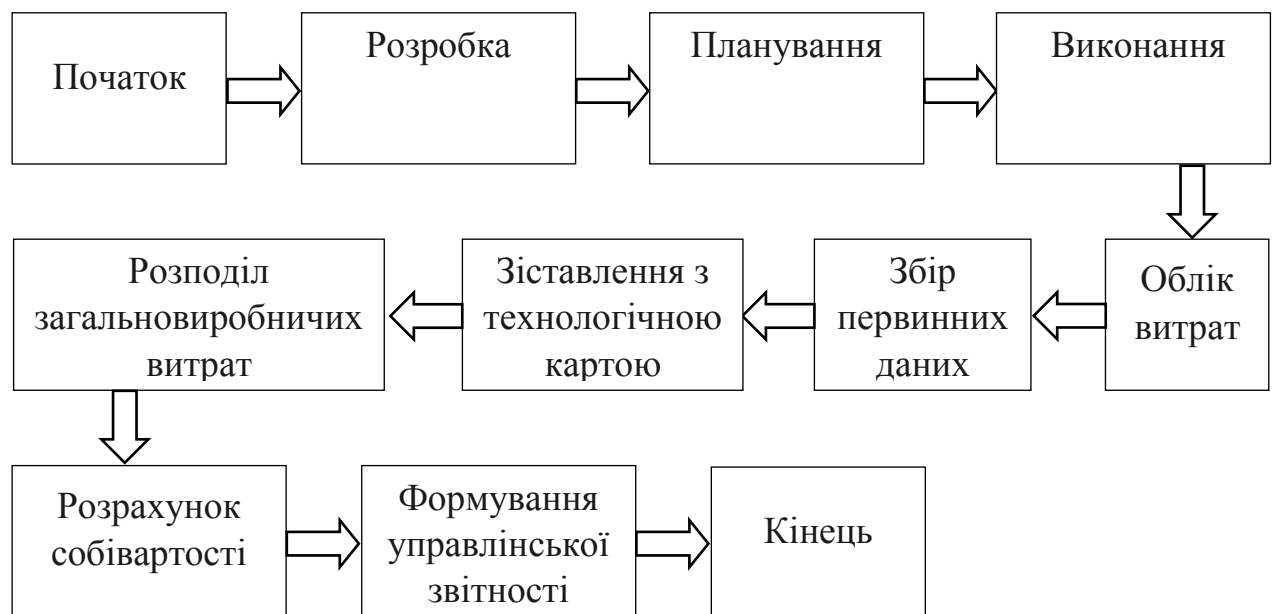 Початок
Розробка
Планування
Виконання
Облік
витрат
Збір
первинних
даних
Зіставлення з
технологічною
картою
Розподіл
загальновиробничих
витрат
Розрахунок
собівартості
Формування
управлінської
звітності
Кінець